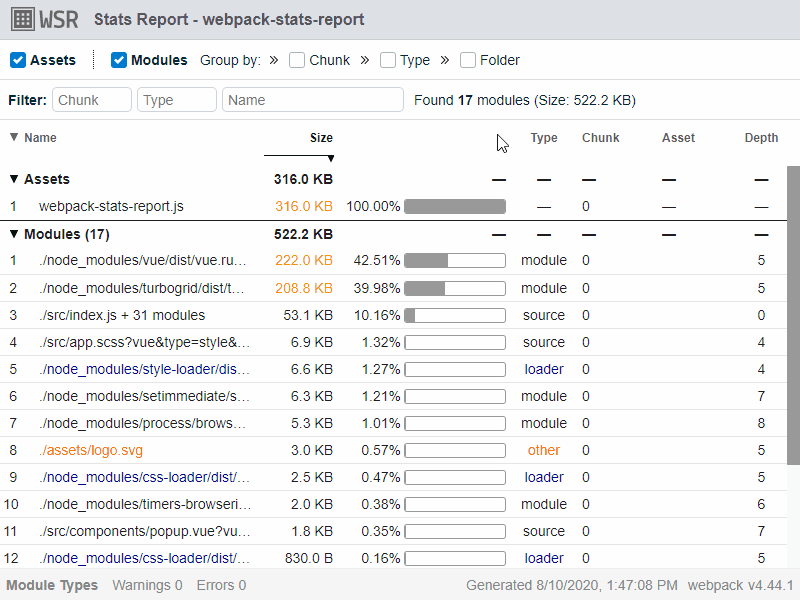 WSR Stats Report - webpack-stats-report
Assets Modules Group by: » Chunk » Type » Folder
Filter: Chunk Type Name Found 17 modules (Size: 522.2 KB)
▼ Name Size Type Chunk Asset Depth
▼ Assets 316.0 KB — — — — —
1 webpack-stats-report.js 316.0 KB 100.00% — 0 — —
▼ Modules (17) 522.2 KB — — — — —
1 ./node_modules/vue/dist/vue.ru… 222.0 KB 42.51% module 0 5
2 ./node_modules/turbogrid/dist/t… 208.8 KB 39.98% module 0 5
3 ./src/index.js + 31 modules 53.1 KB 10.16% source 0 0
4 ./src/app.scss?vue&type=style&… 6.9 KB 1.32% source 0 4
5 ./node_modules/style-loader/dis… 6.6 KB 1.27% loader 0 4
6 ./node_modules/setimmediate/s… 6.3 KB 1.21% module 0 7
7 ./node_modules/process/brows… 5.3 KB 1.01% module 0 8
8 ./assets/logo.svg 3.0 KB 0.57% other 0 5
9 ./node_modules/css-loader/dist/… 2.5 KB 0.47% loader 0 5
10 ./node_modules/timers-browseri… 2.0 KB 0.38% module 0 6
11 ./src/components/popup.vue?vu… 1.8 KB 0.35% source 0 7
12 ./node_modules/css-loader/dist/… 830.0 B 0.16% loader 0 5
Module Types Warnings 0 Errors 0 Generated 8/10/2020, 1:47:08 PM webpack v4.44.1